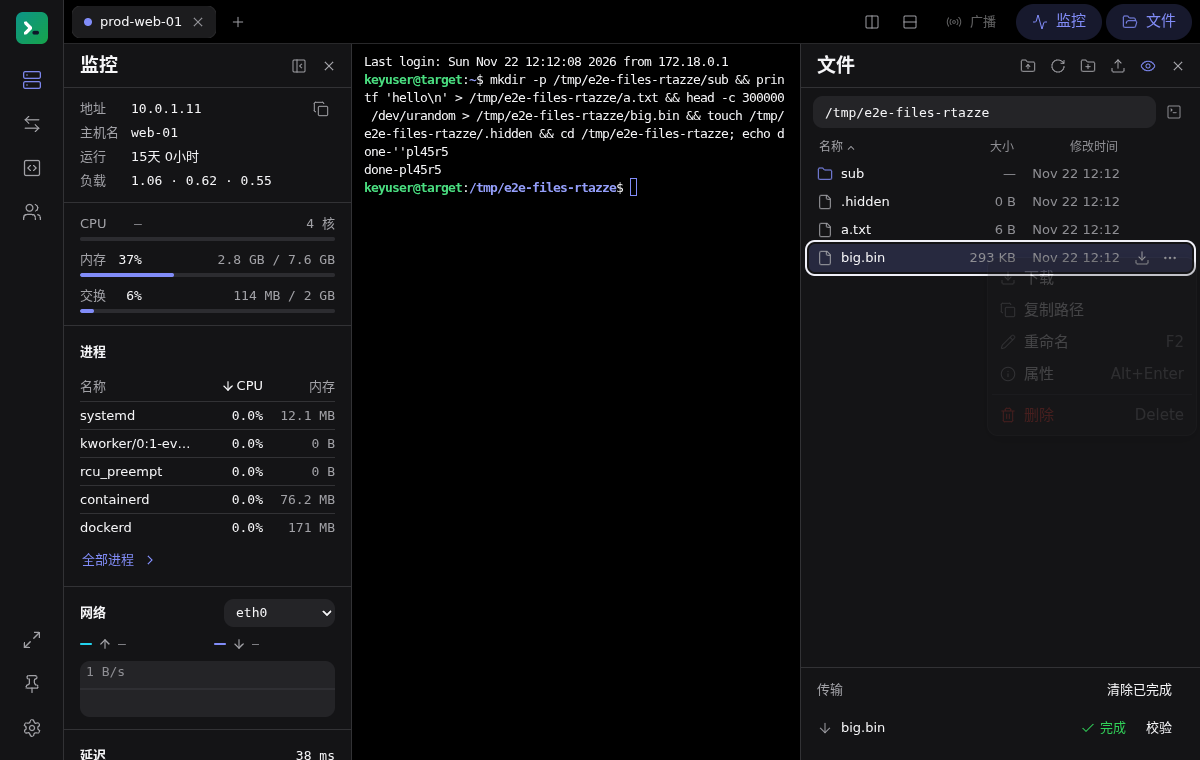 prod-web-01
广播
监控
文件
监控
地址 10.0.1.11
主机名 web-01
运行 15天 0小时
负载 1.06 · 0.62 · 0.55
CPU — 4 核
内存 37% 2.8 GB / 7.6 GB
交换 6% 114 MB / 2 GB
进程
名称 CPU 内存
systemd 0.0% 12.1 MB
kworker/0:1-ev… 0.0% 0 B
rcu_preempt 0.0% 0 B
containerd 0.0% 76.2 MB
dockerd 0.0% 171 MB
全部进程
网络 eth0
— —
1 B/s
延迟 38 ms
Last login: Sun Nov 22 12:12:08 2026 from 172.18.0.1
keyuser@target:~$ mkdir -p /tmp/e2e-files-rtazze/sub && prin
tf 'hello\n' > /tmp/e2e-files-rtazze/a.txt && head -c 300000
 /dev/urandom > /tmp/e2e-files-rtazze/big.bin && touch /tmp/
e2e-files-rtazze/.hidden && cd /tmp/e2e-files-rtazze; echo d
one-''pl45r5
done-pl45r5
keyuser@target:/tmp/e2e-files-rtazze$
文件
/tmp/e2e-files-rtazze
名称 大小 修改时间
sub — Nov 22 12:12
.hidden 0 B Nov 22 12:12
a.txt 6 B Nov 22 12:12
big.bin 293 KB Nov 22 12:12
下载
复制路径
重命名 F2
属性 Alt+Enter
删除 Delete
传输 清除已完成
big.bin 完成 校验